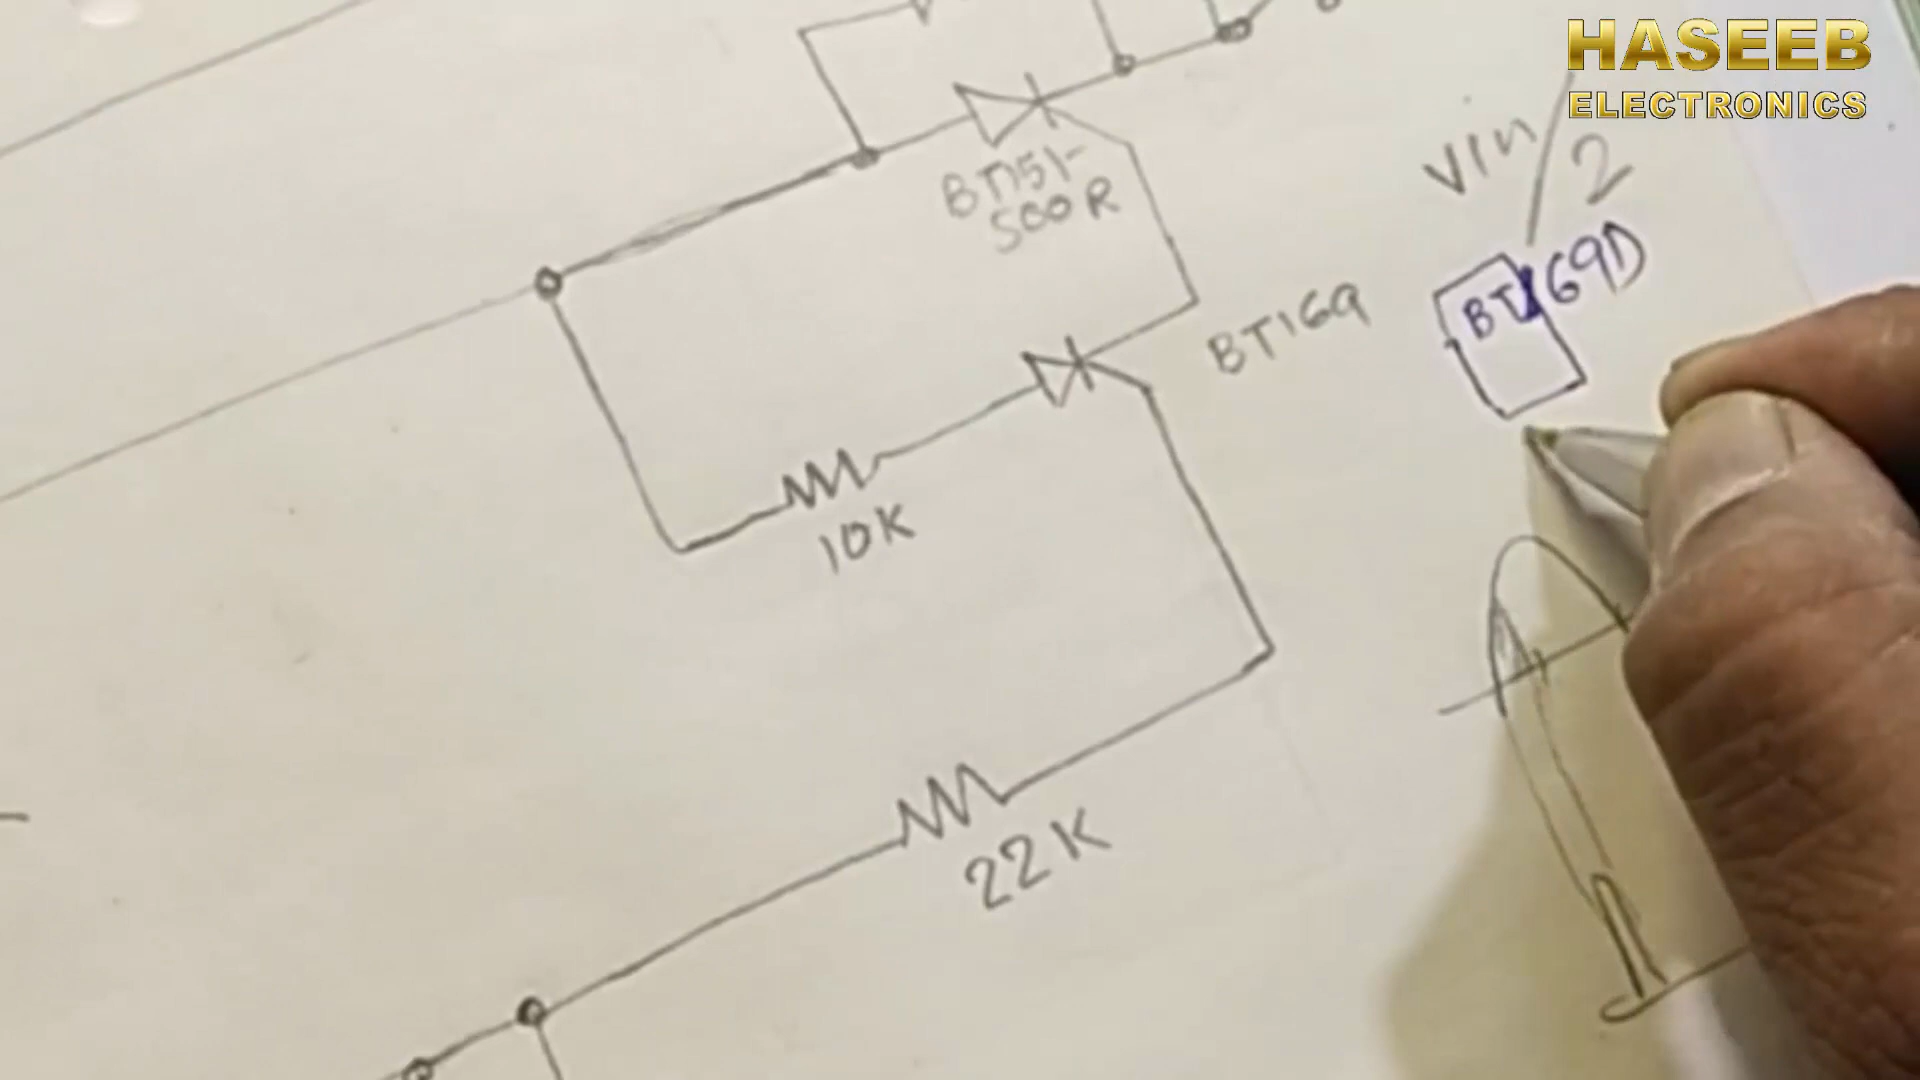 HASEEB
ELECTRONICS
VIn
2
BT151-
500R
BT169D
BT169
10K
22K